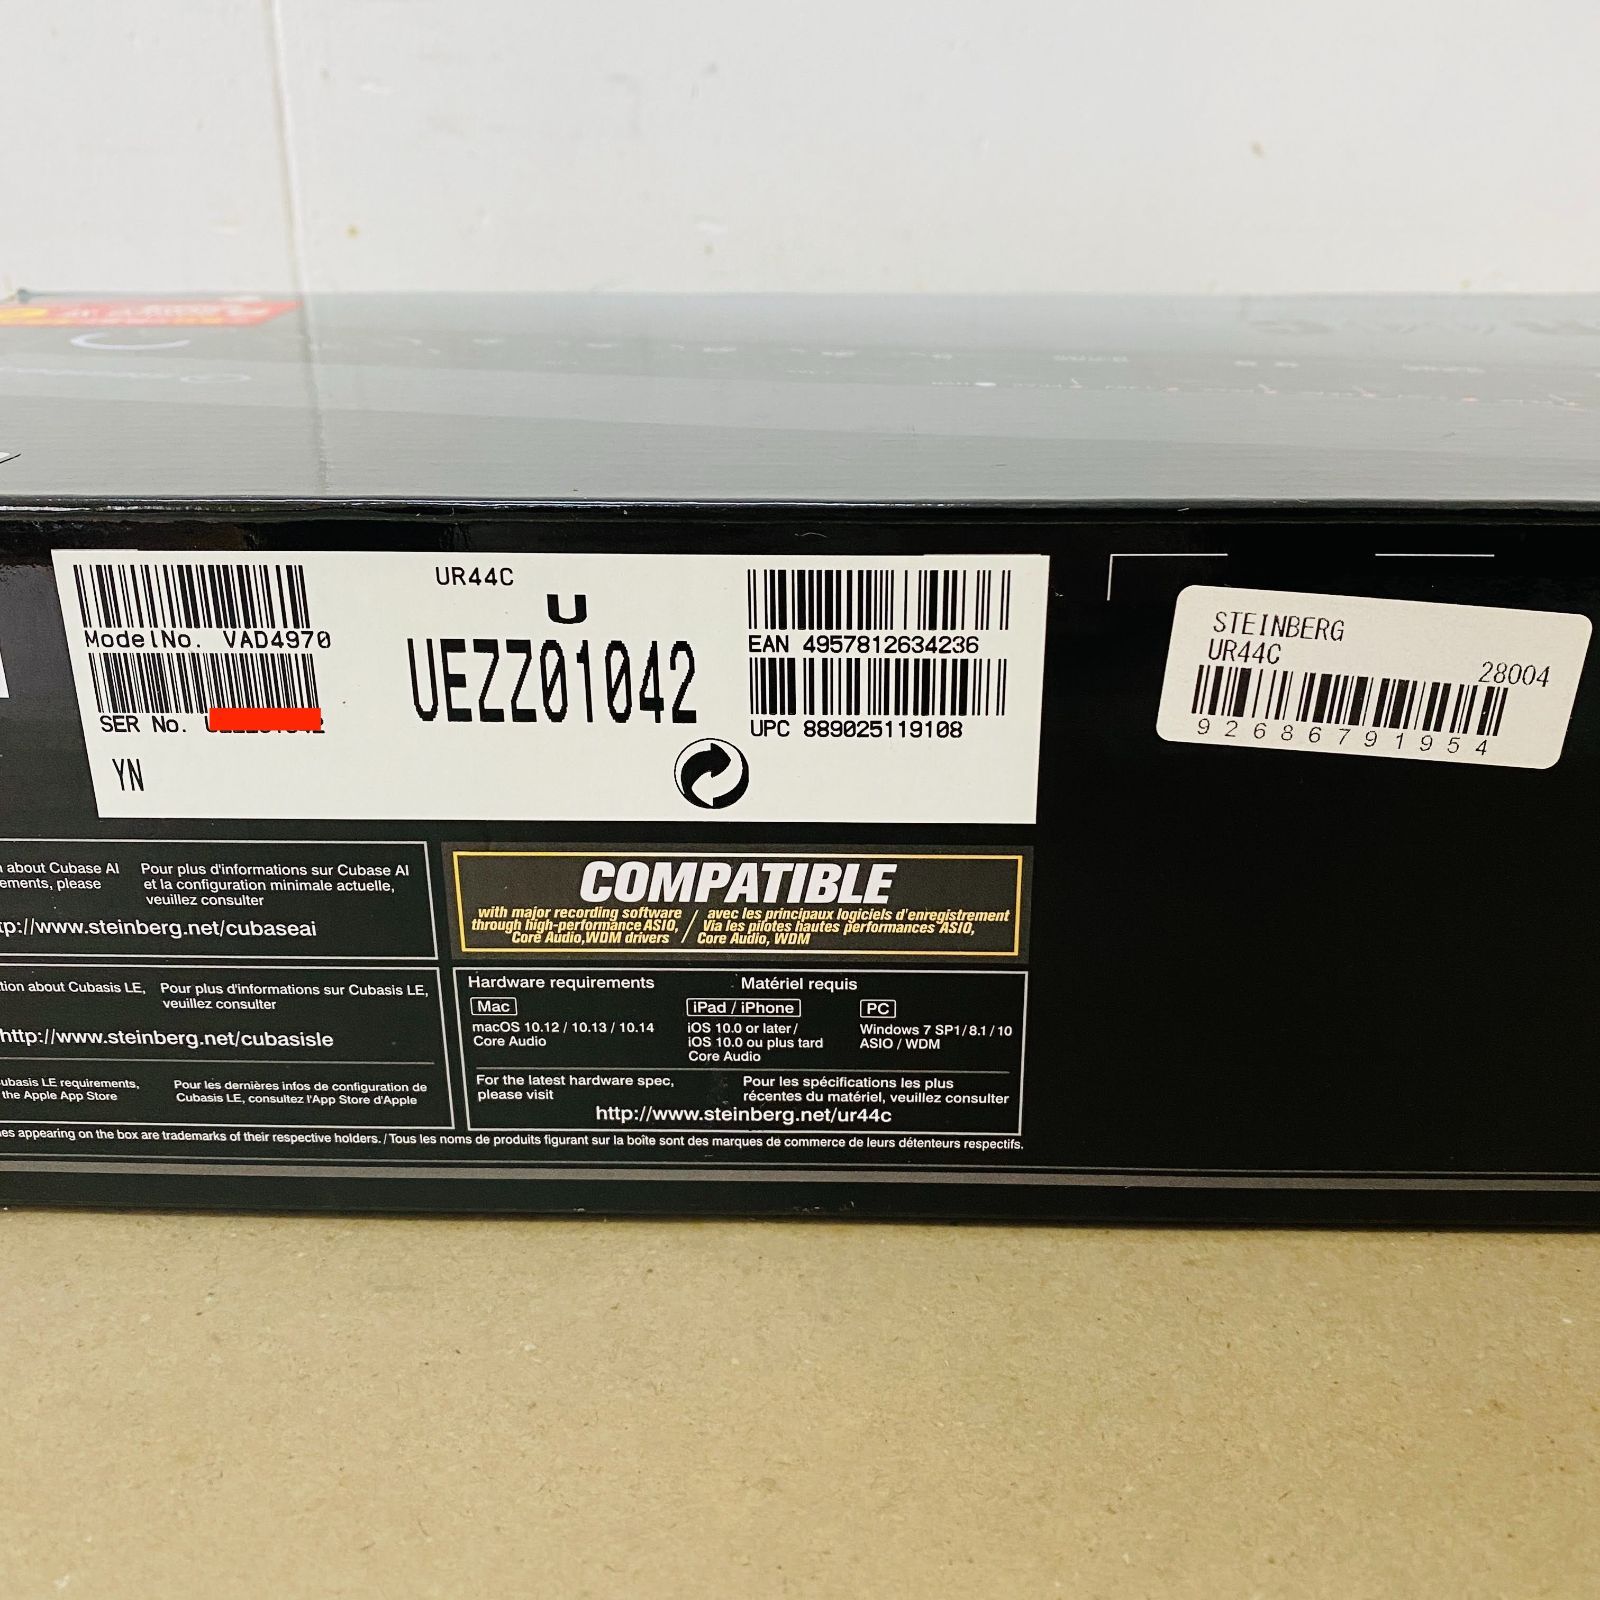 UR44C
U
ModelNo. VAD4970
UEZZ01042
EAN 4957812634236
SER No.
UPC 889025119108
YN
STEINBERG
UR44C
28004
92686791954
about Cubase AI
ements, please
Pour plus d'informations sur Cubase AI
et la configuration minimale actuelle,
veuillez consulter
tp://www.steinberg.net/cubaseai
COMPATIBLE
with major recording software
through high-performance ASIO,
Core Audio,WDM drivers
/
avec les principaux logiciels d'enregistrement
Via les pilotes hautes performances ASIO,
Core Audio, WDM
tion about Cubasis LE,
Pour plus d'informations sur Cubasis LE,
veuillez consulter
http://www.steinberg.net/cubasisle
ubasis LE requirements,
the Apple App Store
Pour les dernières infos de configuration de
Cubasis LE, consultez l'App Store d'Apple
Hardware requirements
Matériel requis
Mac
macOS 10.12 / 10.13 / 10.14
Core Audio
iPad / iPhone
iOS 10.0 or later /
iOS 10.0 ou plus tard
Core Audio
PC
Windows 7 SP1/ 8.1 / 10
ASIO / WDM
For the latest hardware spec,
please visit
Pour les spécifications les plus
récentes du matériel, veuillez consulter
http://www.steinberg.net/ur44c
es appearing on the box are trademarks of their respective holders. / Tous les noms de produits figurant sur la boîte sont des marques de commerce de leurs détenteurs respectifs.